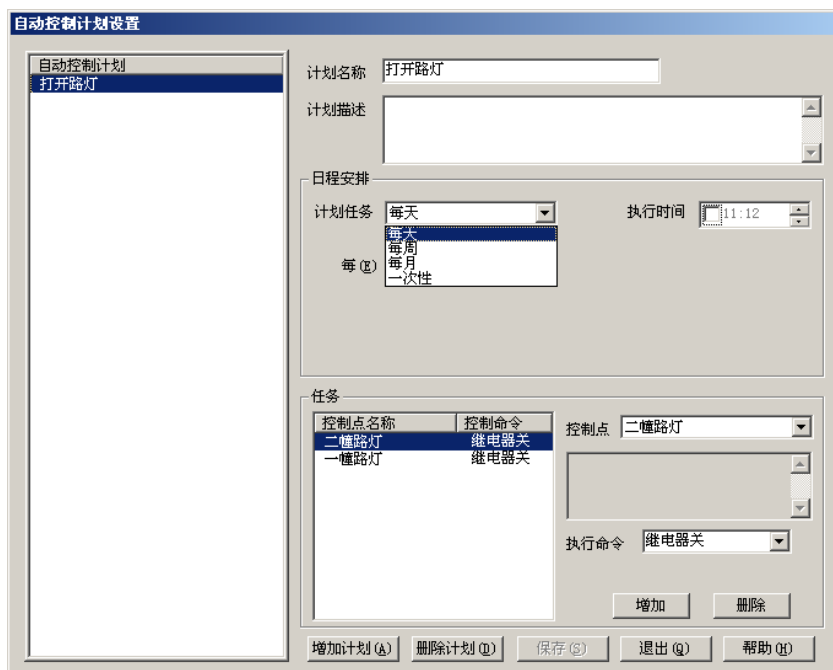 自动控制计划设置
自动控制计划
打开路灯
计划名称 打开路灯
计划描述
日程安排
计划任务 每天 执行时间 11:12
每天
每周
每(E) 每月
一次性
任务
控制点名称 控制命令
二幢路灯 继电器关
一幢路灯 继电器关
控制点 二幢路灯
执行命令 继电器关
增加 删除
增加计划(A) 删除计划(D) 保存(S) 退出(Q) 帮助(H)